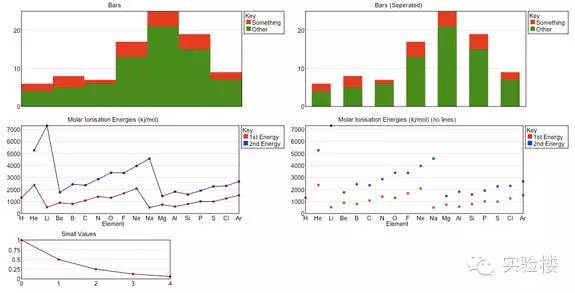 Bars
Key
Something
Other
20
10
0
Bars (Seperated)
Key
Something
Other
20
10
0
Molar Ionisation Energies (kj/mol)
Key
1st Energy
2nd Energy
7000
6000
5000
4000
3000
2000
1000
0
H He Li Be B C N O F Ne Na Mg Al Si P S Cl Ar
Element
Molar Ionisation Energies (kj/mol) (no lines)
Key
1st Energy
2nd Energy
7000
6000
5000
4000
3000
2000
1000
0
H He Li Be B C N O F Ne Na Mg Al Si P S Cl Ar
Element
Small Values
1
0.75
0.5
0.25
0
0 1 2 3 4
实验楼